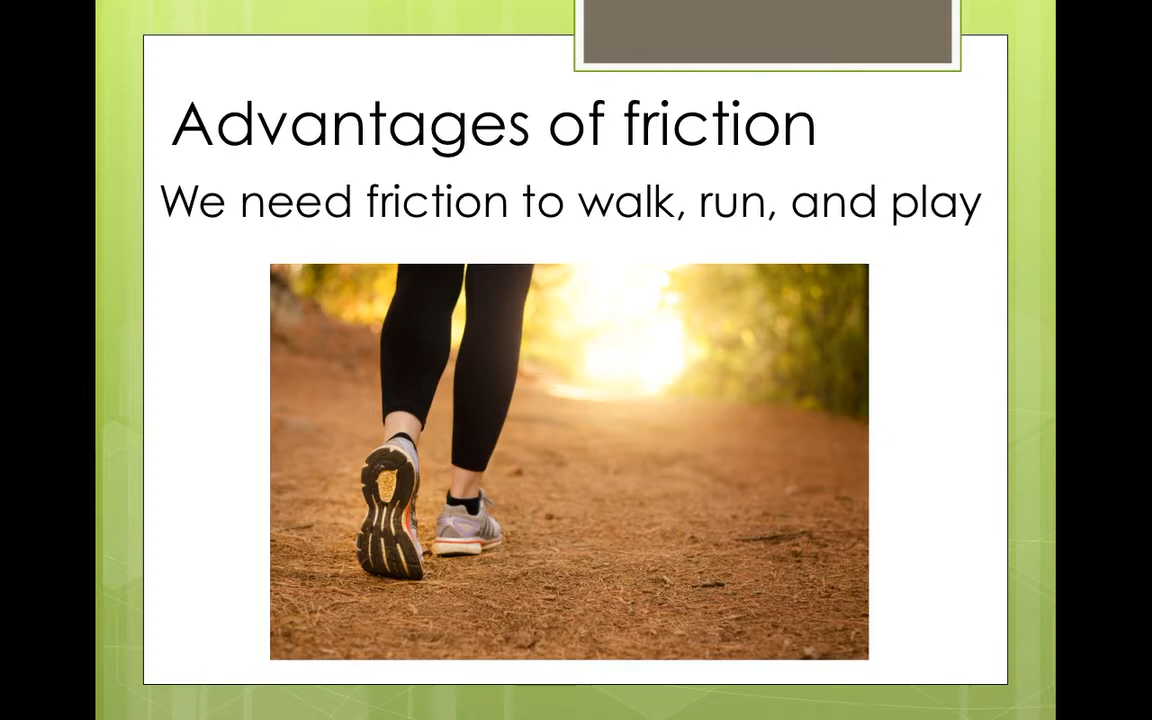 Advantages of friction
We need friction to walk, run, and play